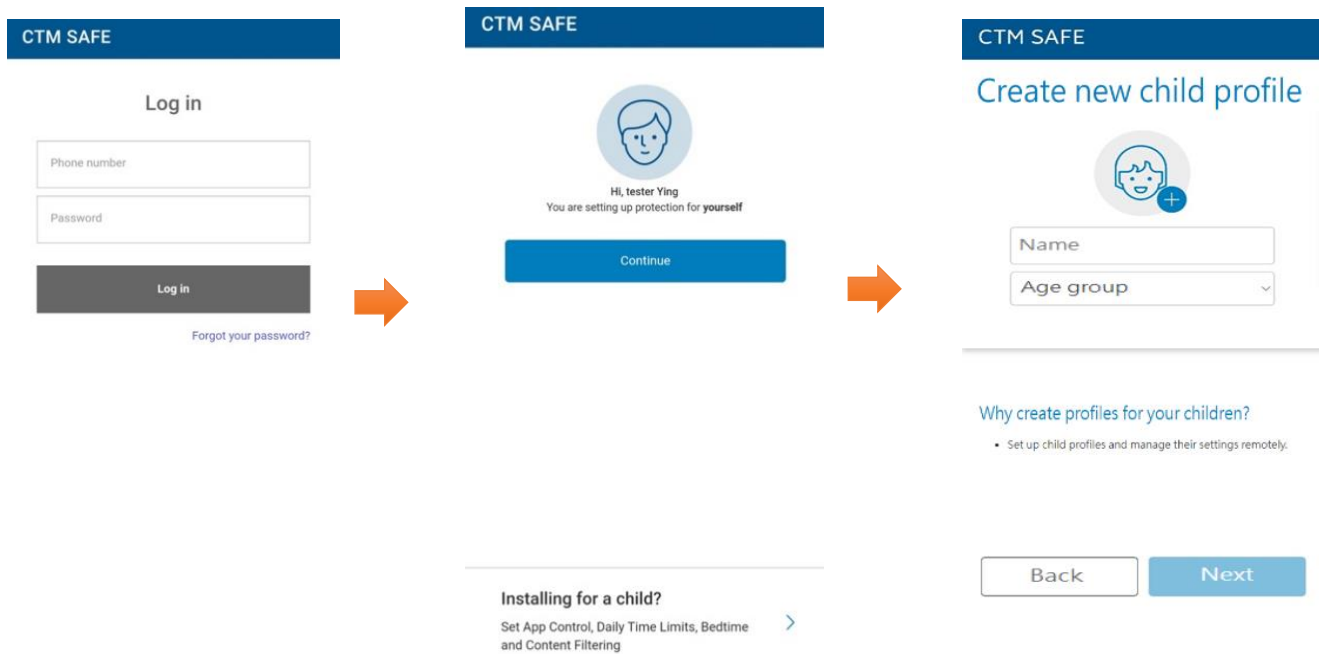 CTM SAFE
Log in
Phone number
Password
Log in
Forgot your password?
CTM SAFE
Hi, tester Ying
You are setting up protection for yourself
Continue
Installing for a child?
Set App Control, Daily Time Limits, Bedtime
and Content Filtering
CTM SAFE
Create new child profile
Name
Age group
Why create profiles for your children?
• Set up child profiles and manage their settings remotely.
Back
Next